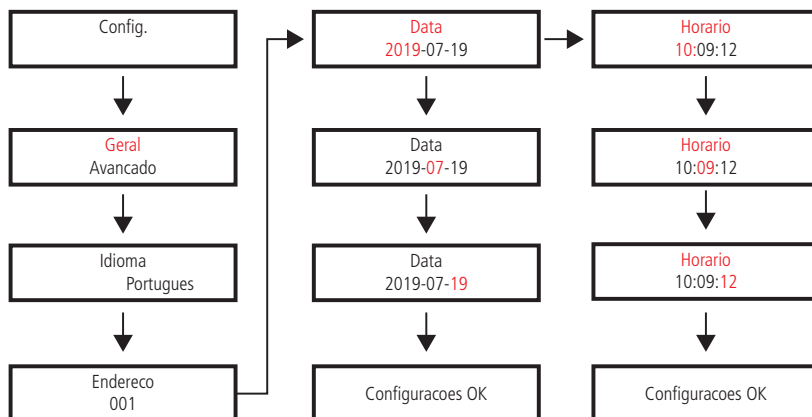 Config.
Geral
Avancado
Idioma
Portugues
Endereco
001
Data
2019-07-19
Data
2019-07-19
Data
2019-07-19
Configuracoes OK
Horario
10:09:12
Horario
10:09:12
Horario
10:09:12
Configuracoes OK